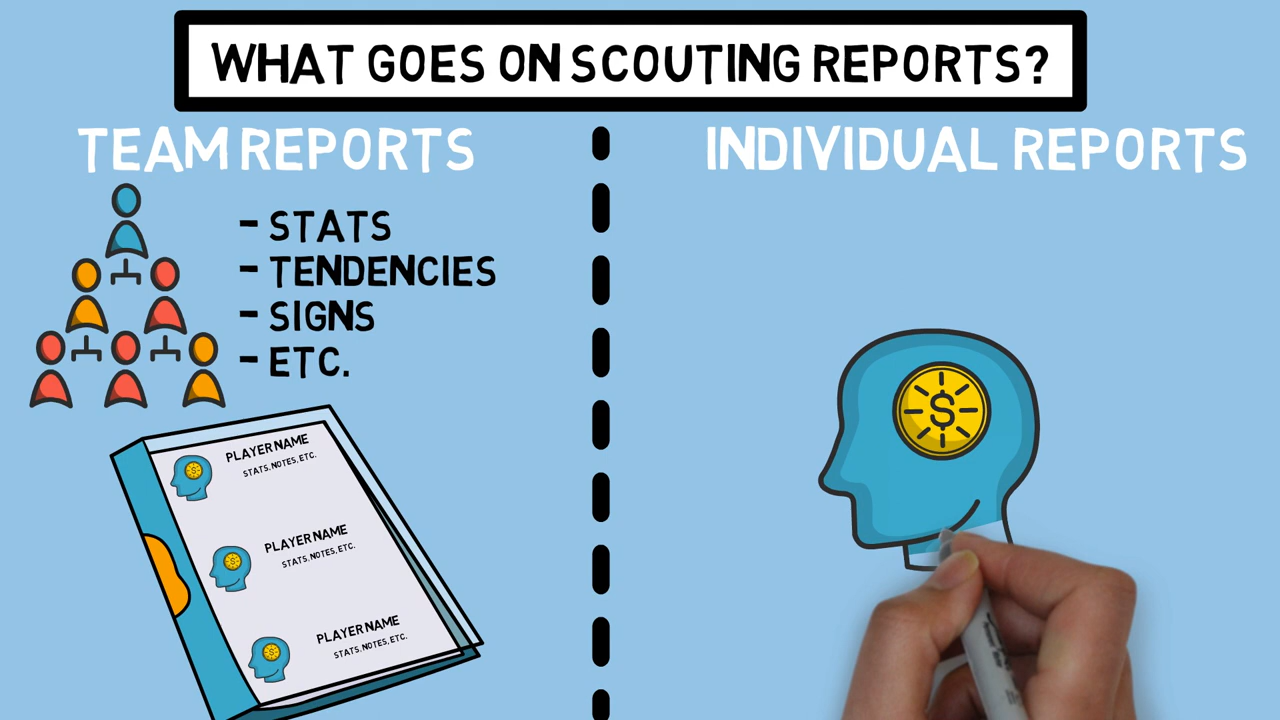 WHAT GOES ON SCOUTING REPORTS?
TEAM REPORTS
- STATS
- TENDENCIES
- SIGNS
- ETC.
PLAYER NAME
STATS, NOTES, ETC.
PLAYER NAME
STATS, NOTES, ETC.
PLAYER NAME
STATS, NOTES, ETC.
INDIVIDUAL REPORTS
$